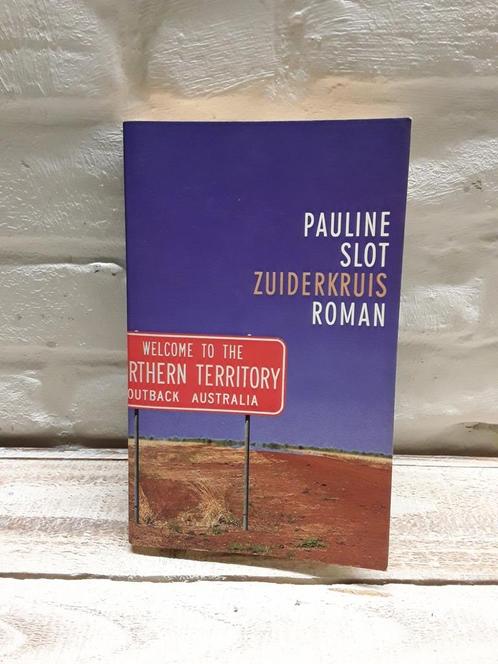 PAULINE
SLOT
ZUIDERKRUIS
ROMAN
WELCOME TO THE
RTHERN TERRITORY
OUTBACK AUSTRALIA